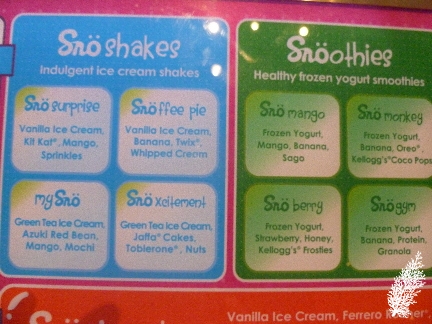 Snö shakes
Indulgent ice cream shakes
Snö surprise
Vanilla Ice Cream,
Kit Kat®, Mango,
Sprinkles
Snö ffee pie
Vanilla Ice Cream,
Banana, Twix®,
Whipped Cream
my Snö
Green Tea Ice Cream,
Azuki Red Bean,
Mango, Mochi
Snö xcitement
Green Tea Ice Cream,
Jaffa® Cakes,
Toblerone®, Nuts
Snöothies
Healthy frozen yogurt smoothies
Snö mango
Frozen Yogurt,
Mango, Banana,
Sago
Snö monkey
Frozen Yogurt,
Banana, Oreo®,
Kellogg's® Coco Pops
Snö berry
Frozen Yogurt,
Strawberry, Honey,
Kellogg's® Frosties
Snö gym
Frozen Yogurt,
Banana, Protein,
Granola
Vanilla Ice Cream, Ferrero Rocher®,